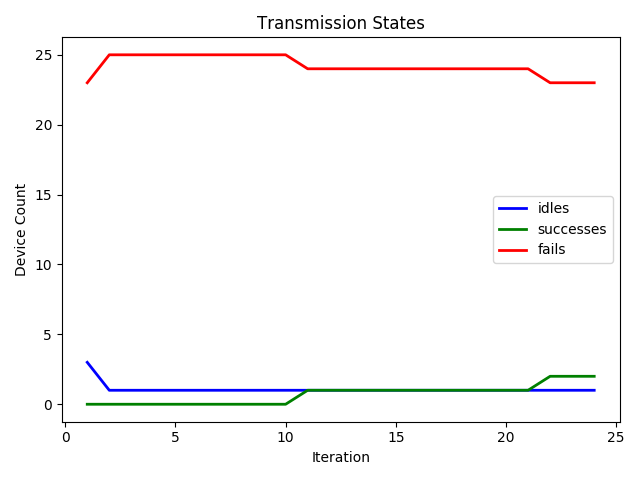 Transmission States
Device Count
25
20
15
10
5
0
idles
successes
fails
0 5 10 15 20 25
Iteration